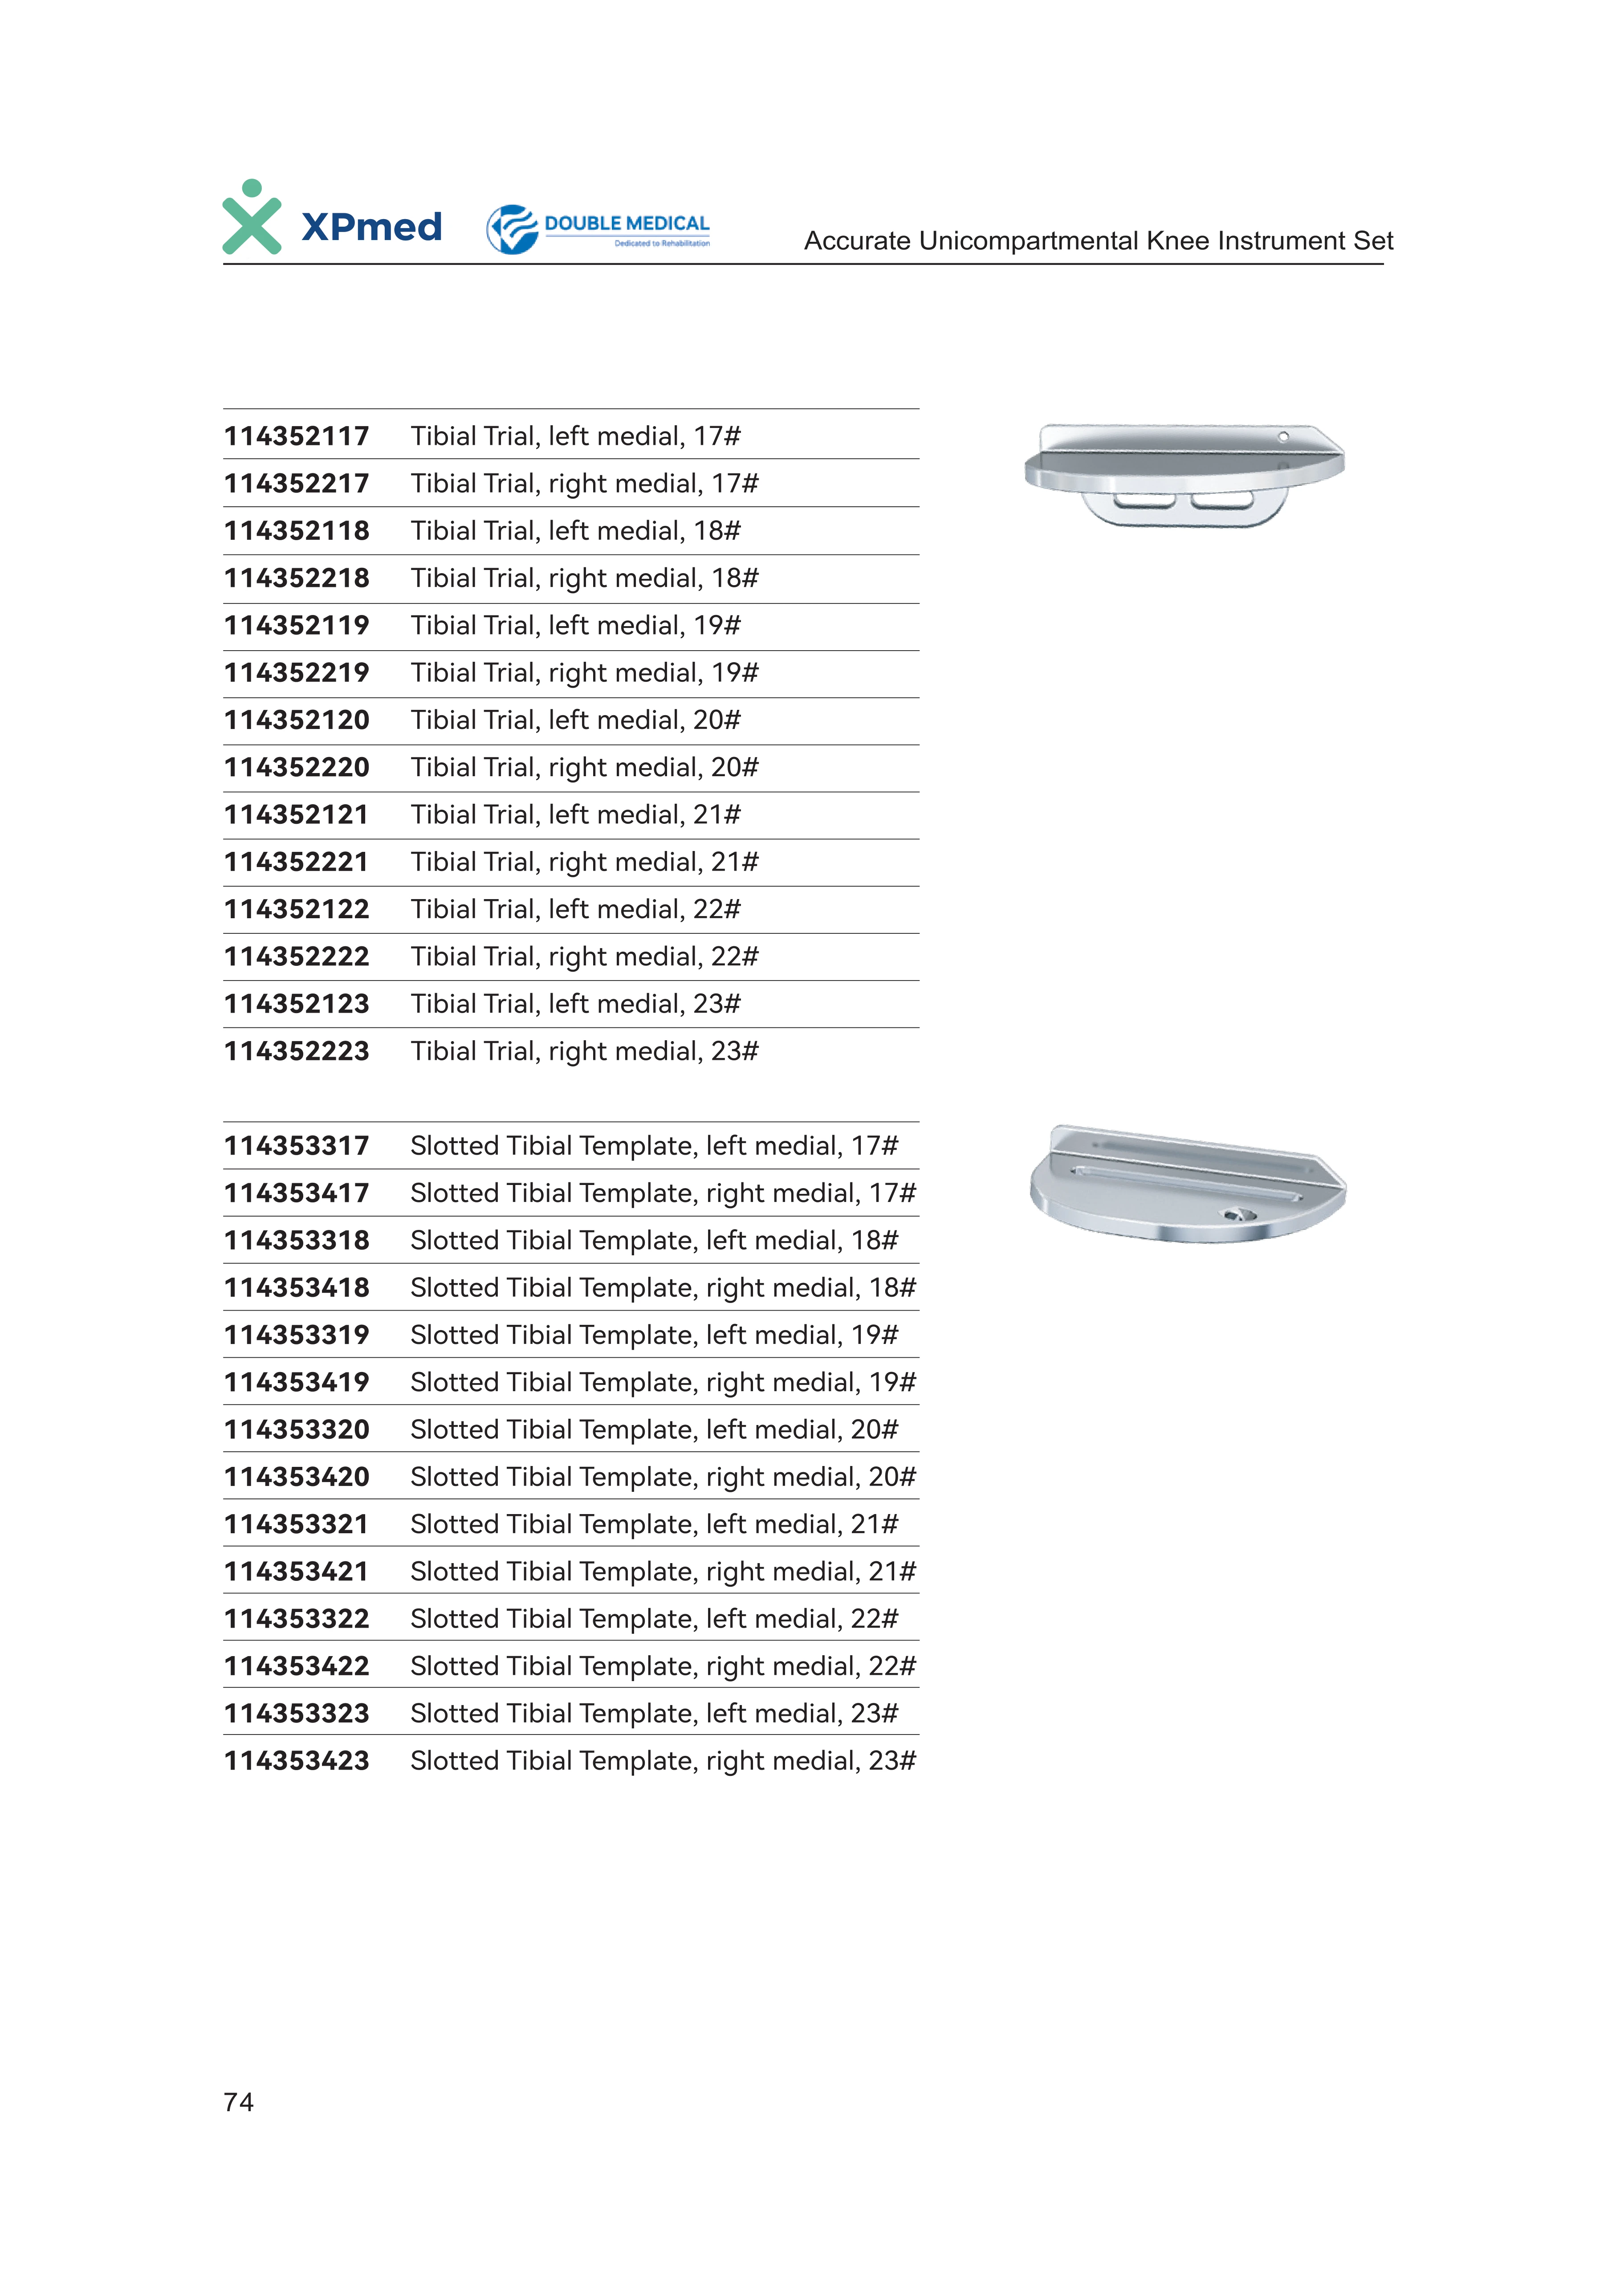 XPmed
DOUBLE MEDICAL
Dedicated to Rehabilitation
Accurate Unicompartmental Knee Instrument Set
114352117 Tibial Trial, left medial, 17#
114352217 Tibial Trial, right medial, 17#
114352118 Tibial Trial, left medial, 18#
114352218 Tibial Trial, right medial, 18#
114352119 Tibial Trial, left medial, 19#
114352219 Tibial Trial, right medial, 19#
114352120 Tibial Trial, left medial, 20#
114352220 Tibial Trial, right medial, 20#
114352121 Tibial Trial, left medial, 21#
114352221 Tibial Trial, right medial, 21#
114352122 Tibial Trial, left medial, 22#
114352222 Tibial Trial, right medial, 22#
114352123 Tibial Trial, left medial, 23#
114352223 Tibial Trial, right medial, 23#
114353317 Slotted Tibial Template, left medial, 17#
114353417 Slotted Tibial Template, right medial, 17#
114353318 Slotted Tibial Template, left medial, 18#
114353418 Slotted Tibial Template, right medial, 18#
114353319 Slotted Tibial Template, left medial, 19#
114353419 Slotted Tibial Template, right medial, 19#
114353320 Slotted Tibial Template, left medial, 20#
114353420 Slotted Tibial Template, right medial, 20#
114353321 Slotted Tibial Template, left medial, 21#
114353421 Slotted Tibial Template, right medial, 21#
114353322 Slotted Tibial Template, left medial, 22#
114353422 Slotted Tibial Template, right medial, 22#
114353323 Slotted Tibial Template, left medial, 23#
114353423 Slotted Tibial Template, right medial, 23#
74